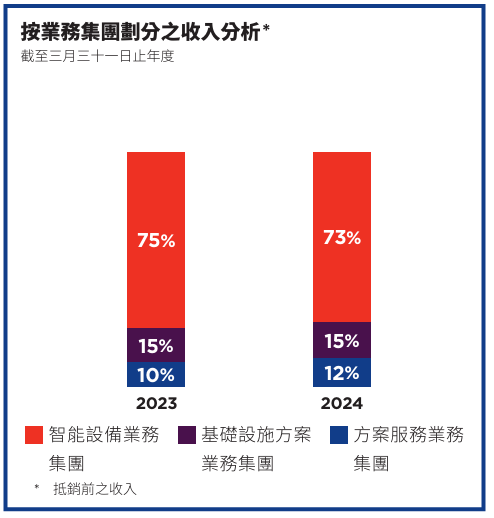 按業務集團劃分之收入分析*
截至三月三十一日止年度
75%
73%
15%
15%
10%
12%
2023
2024
智能設備業務
集團
基礎設施方案
業務集團
方案服務業務
集團
* 抵銷前之收入